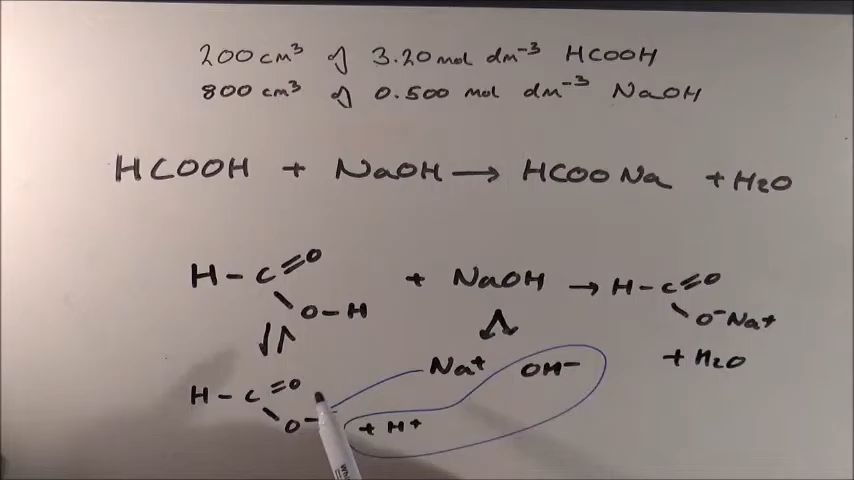 200 cm³ of 3.20 mol dm⁻³ HCOOH
800 cm³ of 0.500 mol dm⁻³ NaOH
HCOOH + NaOH → HCOONa + H2O
H - C = O + NaOH → H - C = O
O - H O⁻Na⁺
+ H2O
Na⁺ OH⁻
H - C = O
O⁻ + H⁺